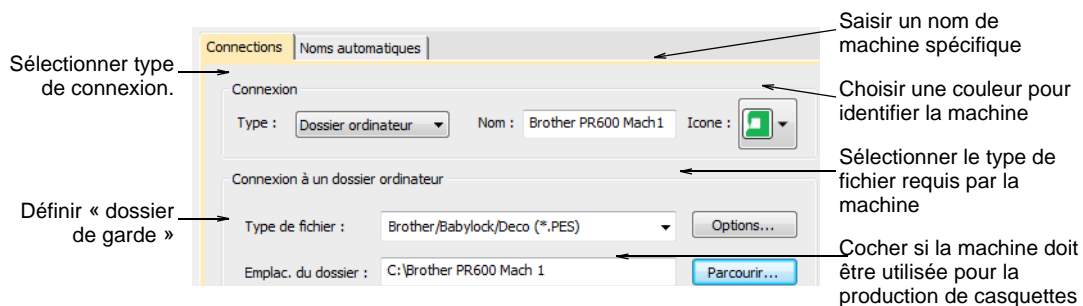 Saisir un nom de
machine spécifique
Connections
Noms automatiques
Sélectionner type
de connexion.
Connexion
Type :
Dossier ordinateur
Nom :
Brother PR600 Mach1
Icone :
Choisir une couleur pour
identifier la machine
Connexion à un dossier ordinateur
Sélectionner le type de
fichier requis par la
machine
Définir « dossier
de garde »
Type de fichier :
Brother/Babylock/Deco (*.PES)
Options...
Emplac. du dossier :
C:\Brother PR600 Mach 1
Parcourir...
Cocher si la machine doit
être utilisée pour la
production de casquettes